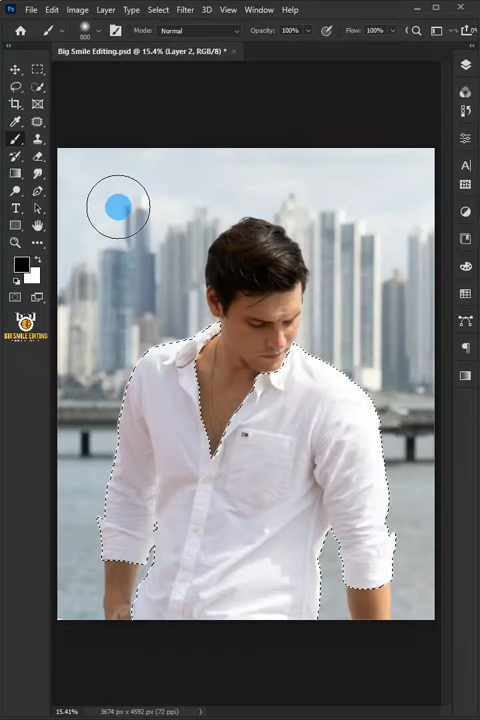 Ps File Edit Image Layer Type Select Filter 3D View Window Help
800 Mode: Normal Opacity: 100% Flow: 100%
Big Smile Editing.psd @ 15.4% (Layer 2, RGB/8) * ×
BIG SMILE EDITING
15.41% 3674 px x 4592 px (72 ppi)